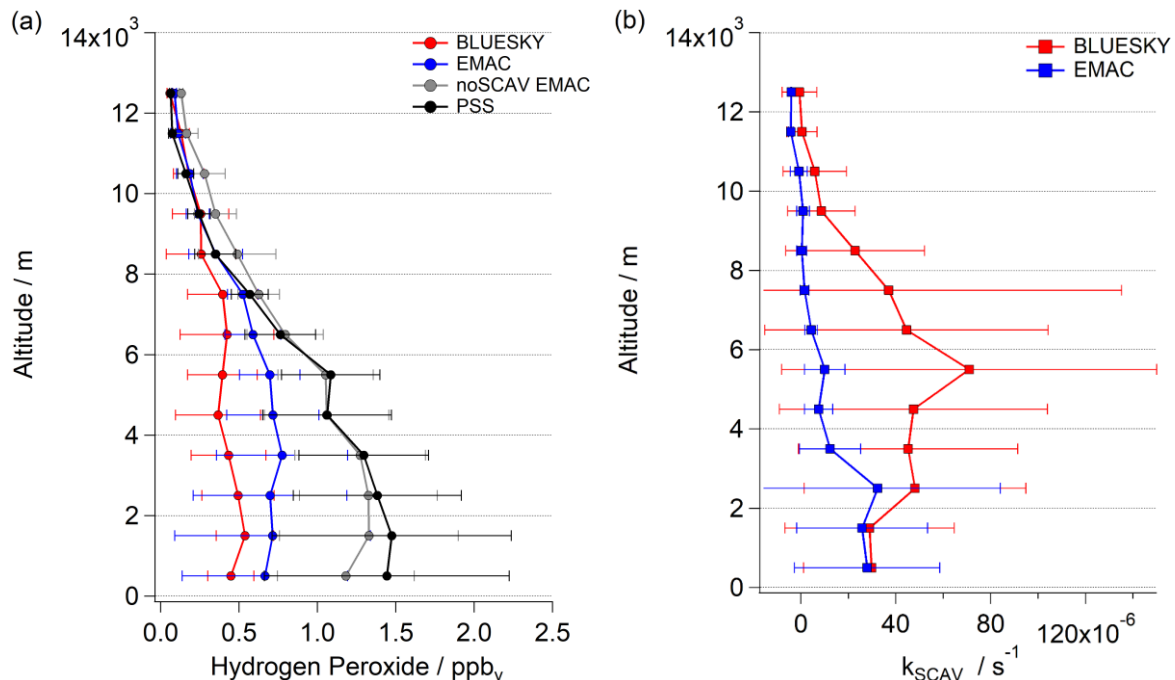 (a)
14x10³
12
10
8
6
4
2
0
Altitude / m
0.0 0.5 1.0 1.5 2.0 2.5
Hydrogen Peroxide / ppbᵥ
BLUESKY
EMAC
noSCAV EMAC
PSS
(b)
14x10³
12
10
8
6
4
2
0
Altitude / m
0 40 80 120x10⁻⁶
k_SCAV / s⁻¹
BLUESKY
EMAC